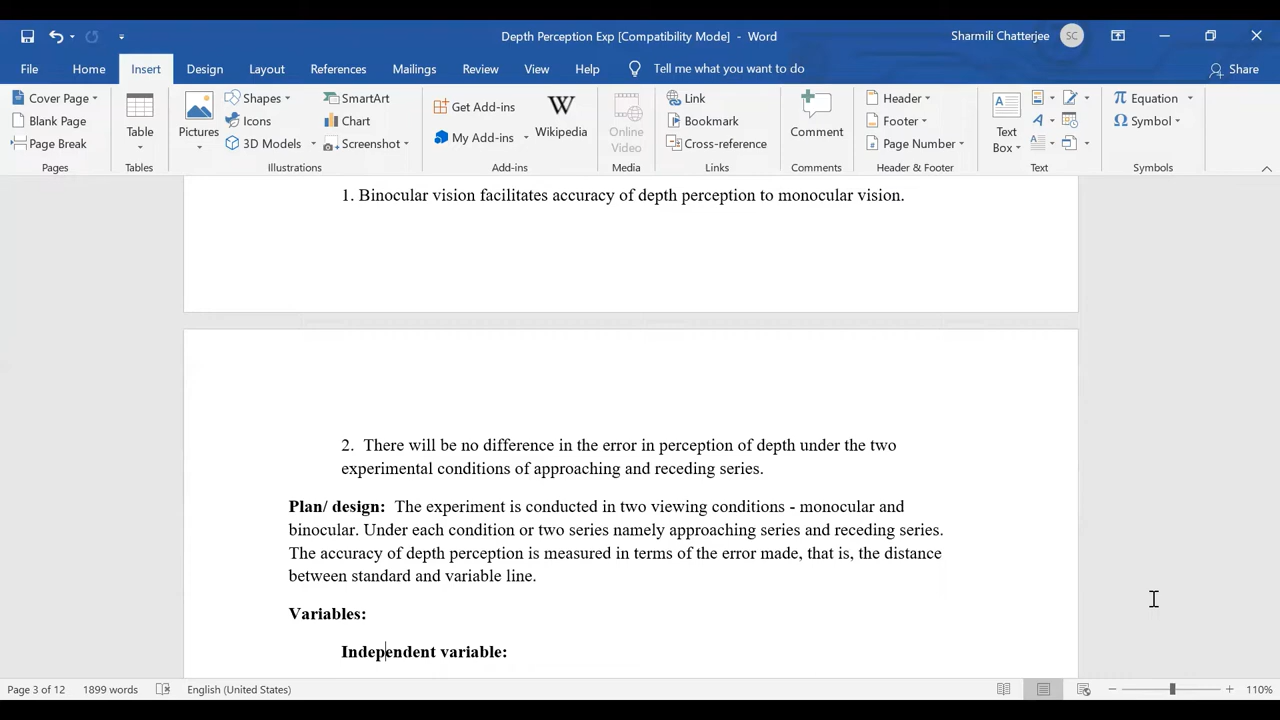 Depth Perception Exp [Compatibility Mode] - Word
Sharmili Chatterjee SC
File Home Insert Design Layout References Mailings Review View Help Tell me what you want to do Share
Cover Page
Blank Page
Page Break
Pages
Table
Tables
Pictures
Shapes
Icons
3D Models
SmartArt
Chart
Screenshot
Illustrations
Get Add-ins
My Add-ins
Wikipedia
Add-ins
Online
Video
Media
Link
Bookmark
Cross-reference
Links
Comment
Comments
Header
Footer
Page Number
Header & Footer
Text
Box
Text
Equation
Symbol
Symbols
1. Binocular vision facilitates accuracy of depth perception to monocular vision.
2. There will be no difference in the error in perception of depth under the two
experimental conditions of approaching and receding series.
Plan/ design: The experiment is conducted in two viewing conditions - monocular and
binocular. Under each condition or two series namely approaching series and receding series.
The accuracy of depth perception is measured in terms of the error made, that is, the distance
between standard and variable line.
Variables:
Independent variable:
Page 3 of 12 1899 words English (United States) 110%